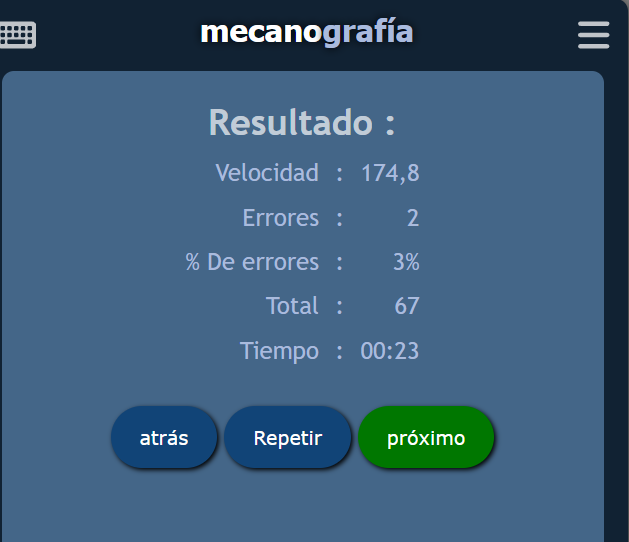 mecanografía
Resultado :
Velocidad : 174,8
Errores : 2
% De errores : 3%
Total : 67
Tiempo : 00:23
atrás Repetir próximo